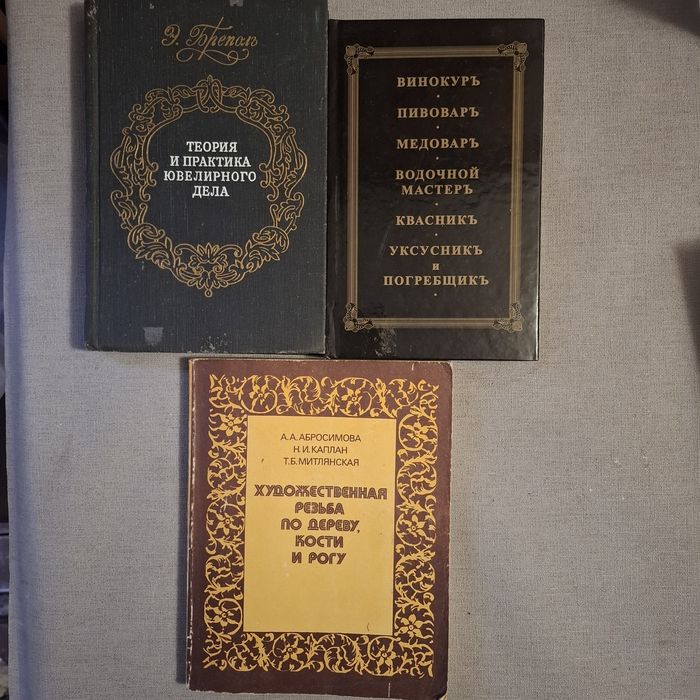 Э. Бреполь
ТЕОРИЯ
И ПРАКТИКА
ЮВЕЛИРНОГО
ДЕЛА
ВИНОКУРЪ
ПИВОВАРЪ
МЕДОВАРЪ
ВОДОЧНОЙ
МАСТЕРЪ
КВАСНИКЪ
УКСУСНИКЪ
И
ПОГРЕБЩИКЪ
А.А.АБРОСИМОВА
Н.И.КАПЛАН
Т.Б.МИТЛЯНСКАЯ
ХУДОЖЕСТВЕННАЯ
РЕЗЬБА
ПО ДЕРЕВУ,
КОСТИ
И РОГУ